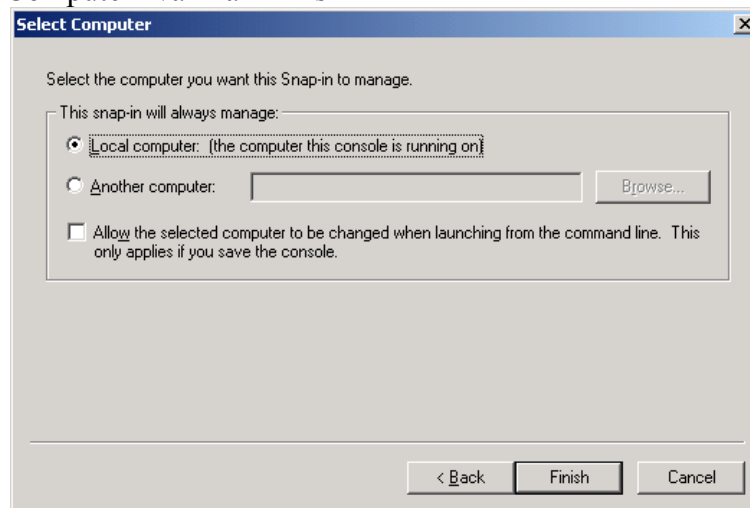 Select Computer
Select the computer you want this Snap-in to manage.
This snap-in will always manage:
Local computer: (the computer this console is running on)
Another computer:
Browse...
Allow the selected computer to be changed when launching from the command line. This
only applies if you save the console.
< Back
Finish
Cancel